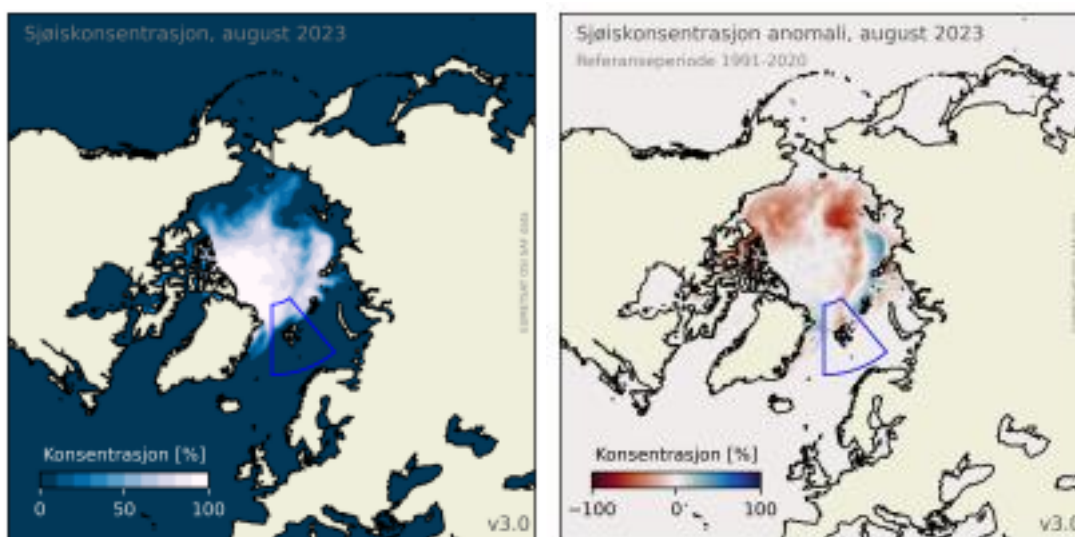 Sjøiskonsentrasjon, august 2023
Konsentrasjon [%]
0 50 100
v3.0
Sjøiskonsentrasjon anomali, august 2023
Referanseperiode 1991-2020
Konsentrasjon [%]
−100 0 100
v3.0